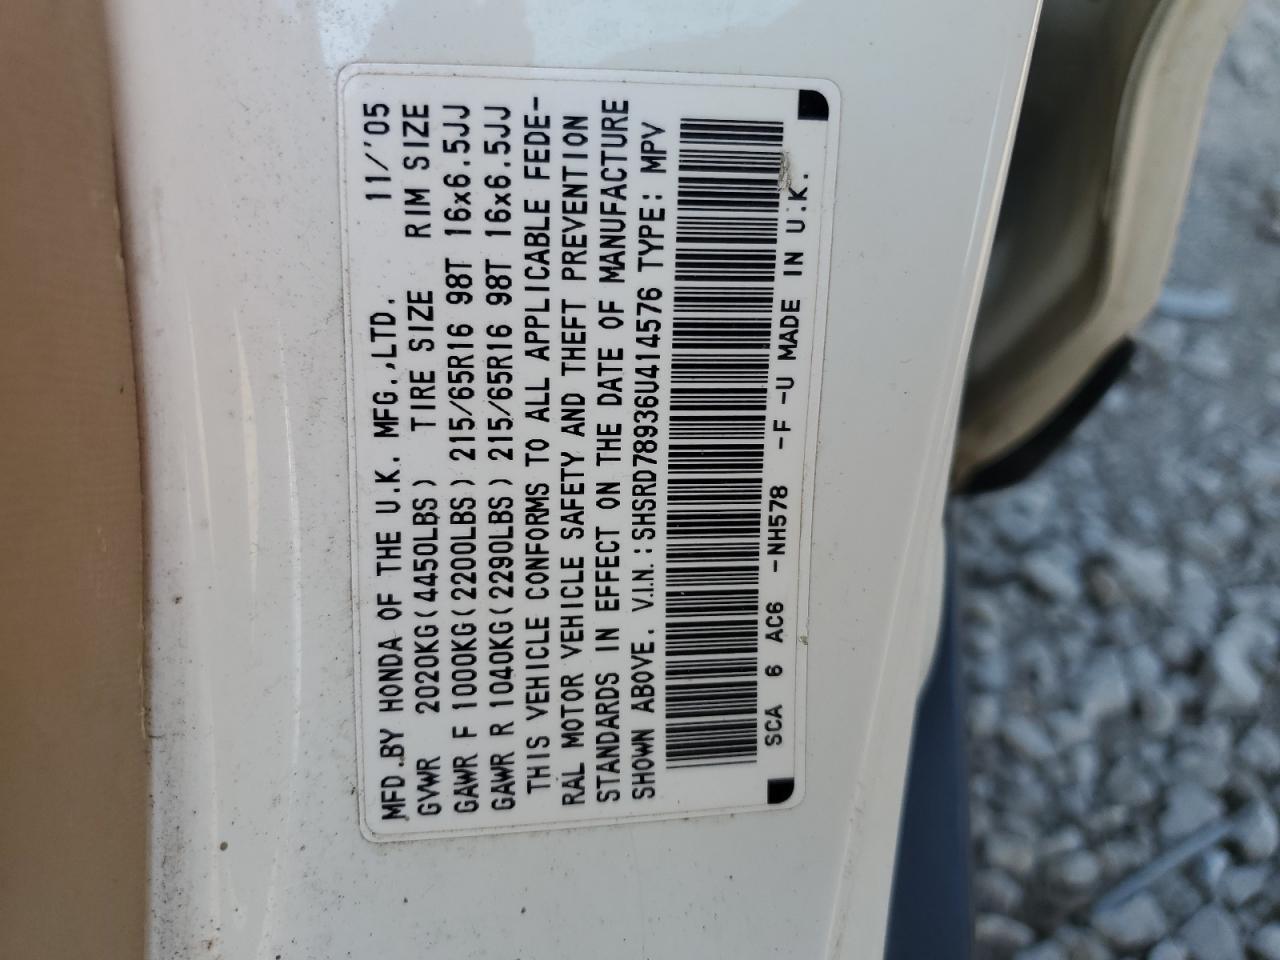 MFD.BY HONDA OF THE U.K. MFG.,LTD. 11/'05
GVWR 2020KG(4450LBS) TIRE SIZE RIM SIZE
GAWR F 1000KG(2200LBS) 215/65R16 98T 16x6.5JJ
GAWR R 1040KG(2290LBS) 215/65R16 98T 16x6.5JJ
THIS VEHICLE CONFORMS TO ALL APPLICABLE FEDE-
RAL MOTOR VEHICLE SAFETY AND THEFT PREVENTION
STANDARDS IN EFFECT ON THE DATE OF MANUFACTURE
SHOWN ABOVE. V.I.N.:SHSRD78936U414576 TYPE: MPV
SCA 6 AC6 -NH578 -F -U MADE IN U.K.